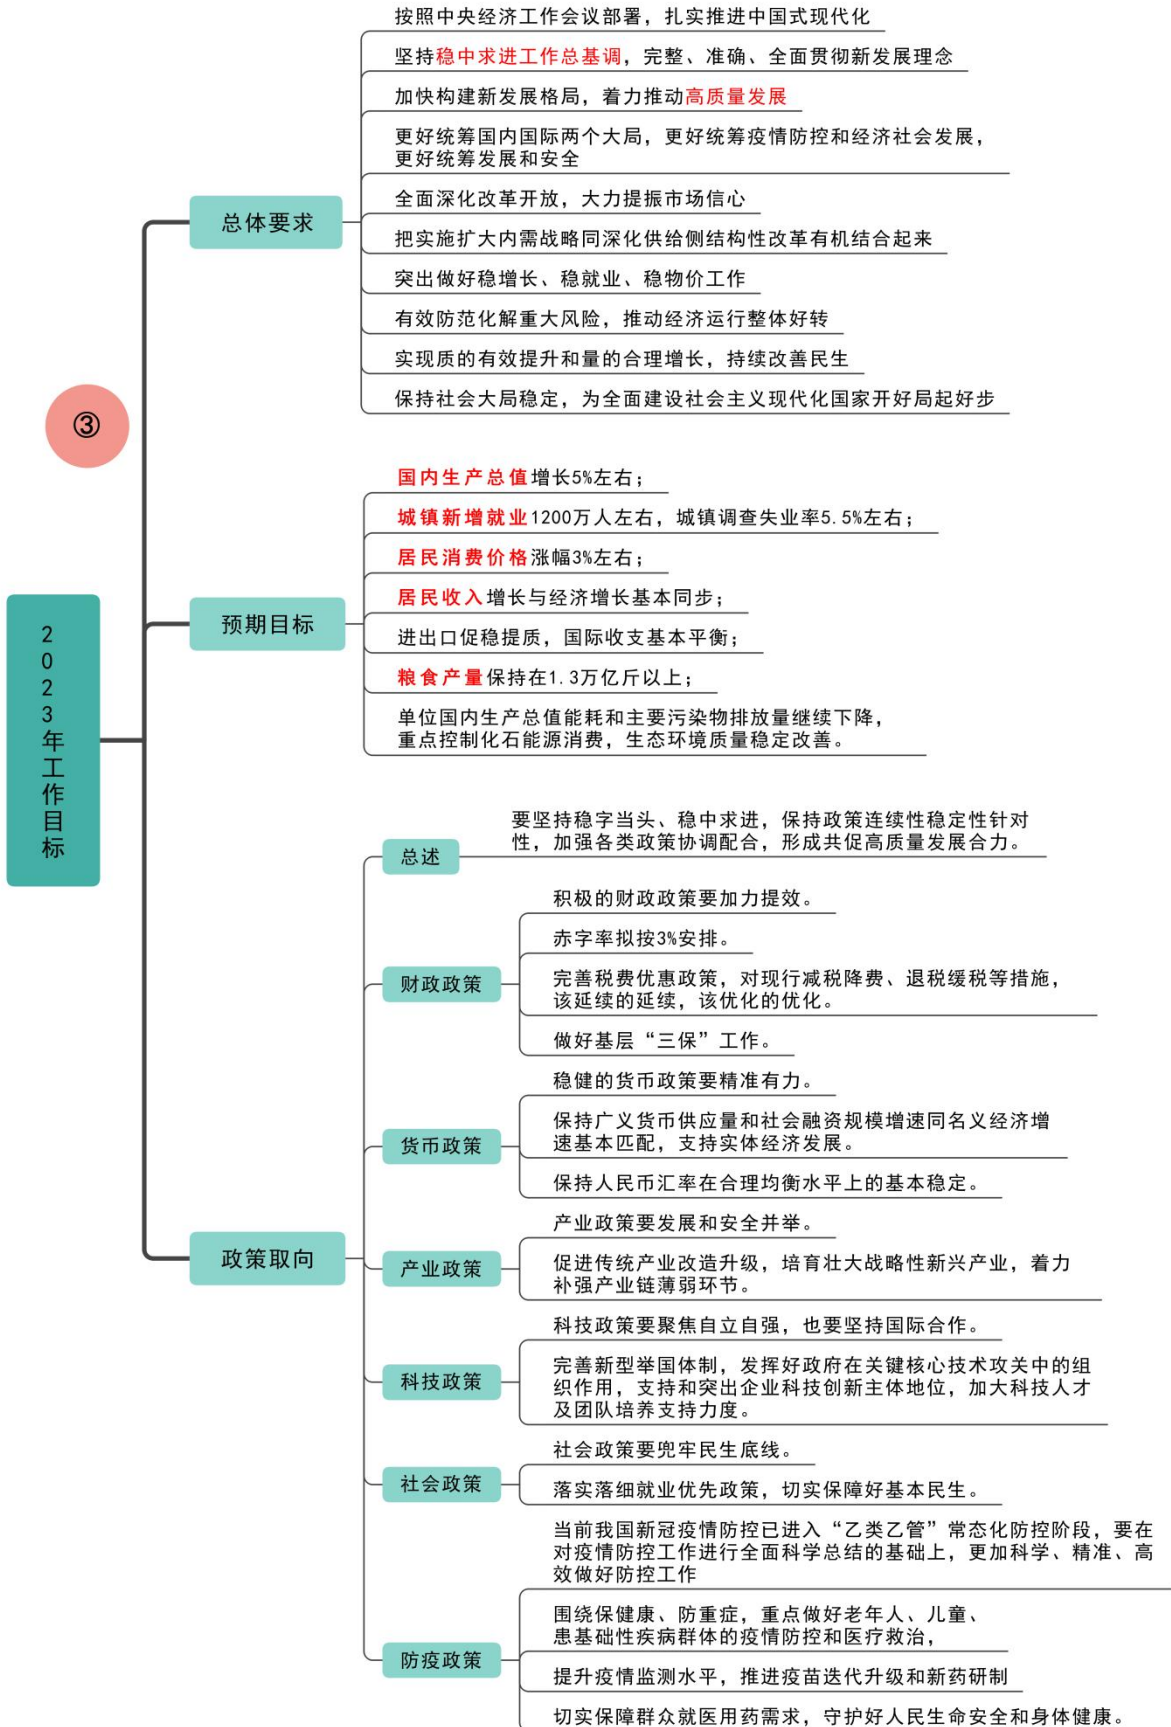 ③
2023年工作目标
总体要求
按照中央经济工作会议部署，扎实推进中国式现代化
坚持稳中求进工作总基调，完整、准确、全面贯彻新发展理念
加快构建新发展格局，着力推动高质量发展
更好统筹国内国际两个大局，更好统筹疫情防控和经济社会发展，
更好统筹发展和安全
全面深化改革开放，大力提振市场信心
把实施扩大内需战略同深化供给侧结构性改革有机结合起来
突出做好稳增长、稳就业、稳物价工作
有效防范化解重大风险，推动经济运行整体好转
实现质的有效提升和量的合理增长，持续改善民生
保持社会大局稳定，为全面建设社会主义现代化国家开好局起好步
预期目标
国内生产总值增长5%左右；
城镇新增就业1200万人左右，城镇调查失业率5.5%左右；
居民消费价格涨幅3%左右；
居民收入增长与经济增长基本同步；
进出口促稳提质，国际收支基本平衡；
粮食产量保持在1.3万亿斤以上；
单位国内生产总值能耗和主要污染物排放量继续下降，
重点控制化石能源消费，生态环境质量稳定改善。
政策取向
总述
要坚持稳字当头、稳中求进，保持政策连续性稳定性针对
性，加强各类政策协调配合，形成共促高质量发展合力。
财政政策
积极的财政政策要加力提效。
赤字率拟按3%安排。
完善税费优惠政策，对现行减税降费、退税缓税等措施，
该延续的延续，该优化的优化。
做好基层“三保”工作。
货币政策
稳健的货币政策要精准有力。
保持广义货币供应量和社会融资规模增速同名义经济增
速基本匹配，支持实体经济发展。
保持人民币汇率在合理均衡水平上的基本稳定。
产业政策
产业政策要发展和安全并举。
促进传统产业改造升级，培育壮大战略性新兴产业，着力
补强产业链薄弱环节。
科技政策
科技政策要聚焦自立自强，也要坚持国际合作。
完善新型举国体制，发挥好政府在关键核心技术攻关中的组
织作用，支持和突出企业科技创新主体地位，加大科技人才
及团队培养支持力度。
社会政策
社会政策要兜牢民生底线。
落实落细就业优先政策，切实保障好基本民生。
防疫政策
当前我国新冠疫情防控已进入“乙类乙管”常态化防控阶段，要在
对疫情防控工作进行全面科学总结的基础上，更加科学、精准、高
效做好防控工作
围绕保健康、防重症，重点做好老年人、儿童、
患基础性疾病群体的疫情防控和医疗救治，
提升疫情监测水平，推进疫苗迭代升级和新药研制
切实保障群众就医用药需求，守护好人民生命安全和身体健康。